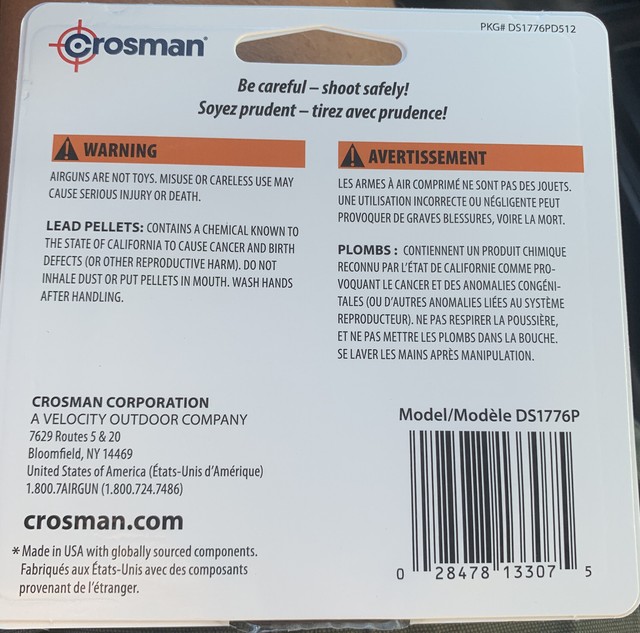 Crosman®
PKG# DS1776PD512
Be careful – shoot safely!
Soyez prudent – tirez avec prudence!
WARNING
AIRGUNS ARE NOT TOYS. MISUSE OR CARELESS USE MAY
CAUSE SERIOUS INJURY OR DEATH.
LEAD PELLETS: CONTAINS A CHEMICAL KNOWN TO
THE STATE OF CALIFORNIA TO CAUSE CANCER AND BIRTH
DEFECTS (OR OTHER REPRODUCTIVE HARM). DO NOT
INHALE DUST OR PUT PELLETS IN MOUTH. WASH HANDS
AFTER HANDLING.
AVERTISSEMENT
LES ARMES À AIR COMPRIMÉ NE SONT PAS DES JOUETS.
UNE UTILISATION INCORRECTE OU NÉGLIGENTE PEUT
PROVOQUER DE GRAVES BLESSURES, VOIRE LA MORT.
PLOMBS : CONTIENNENT UN PRODUIT CHIMIQUE
RECONNU PAR L'ÉTAT DE CALIFORNIE COMME PRO-
VOQUANT LE CANCER ET DES ANOMALIES CONGÉNI-
TALES (OU D'AUTRES ANOMALIES LIÉES AU SYSTÈME
REPRODUCTEUR). NE PAS RESPIRER LA POUSSIÈRE,
ET NE PAS METTRE LES PLOMBS DANS LA BOUCHE.
SE LAVER LES MAINS APRÈS MANIPULATION.
CROSMAN CORPORATION
A VELOCITY OUTDOOR COMPANY
7629 Routes 5 & 20
Bloomfield, NY 14469
United States of America (États-Unis d'Amérique)
1.800.7AIRGUN (1.800.724.7486)
crosman.com
* Made in USA with globally sourced components.
Fabriqués aux États-Unis avec des composants
provenant de l'étranger.
Model/Modèle DS1776P
0 28478 13307 5